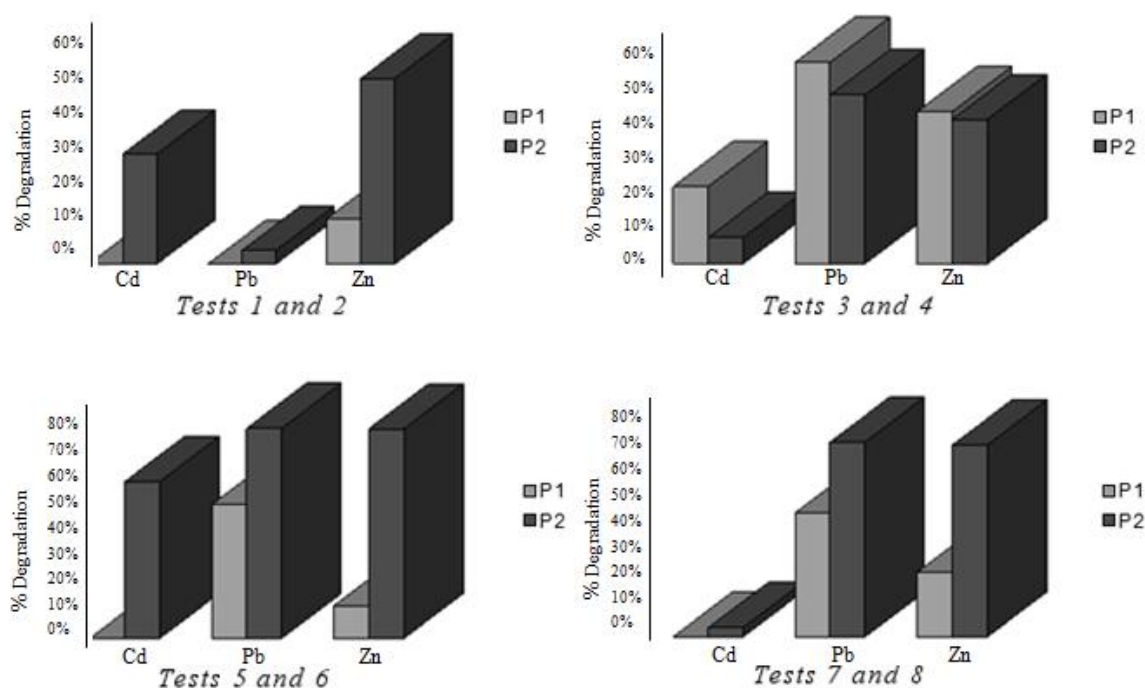 60%
50%
40%
30%
20%
10%
0%
% Degradation
P1
P2
Cd Pb Zn
Tests 1 and 2
60%
50%
40%
30%
20%
10%
0%
% Degradation
P1
P2
Cd Pb Zn
Tests 3 and 4
80%
70%
60%
50%
40%
30%
20%
10%
0%
% Degradation
P1
P2
Cd Pb Zn
Tests 5 and 6
80%
70%
60%
50%
40%
30%
20%
10%
0%
% Degradation
P1
P2
Cd Pb Zn
Tests 7 and 8